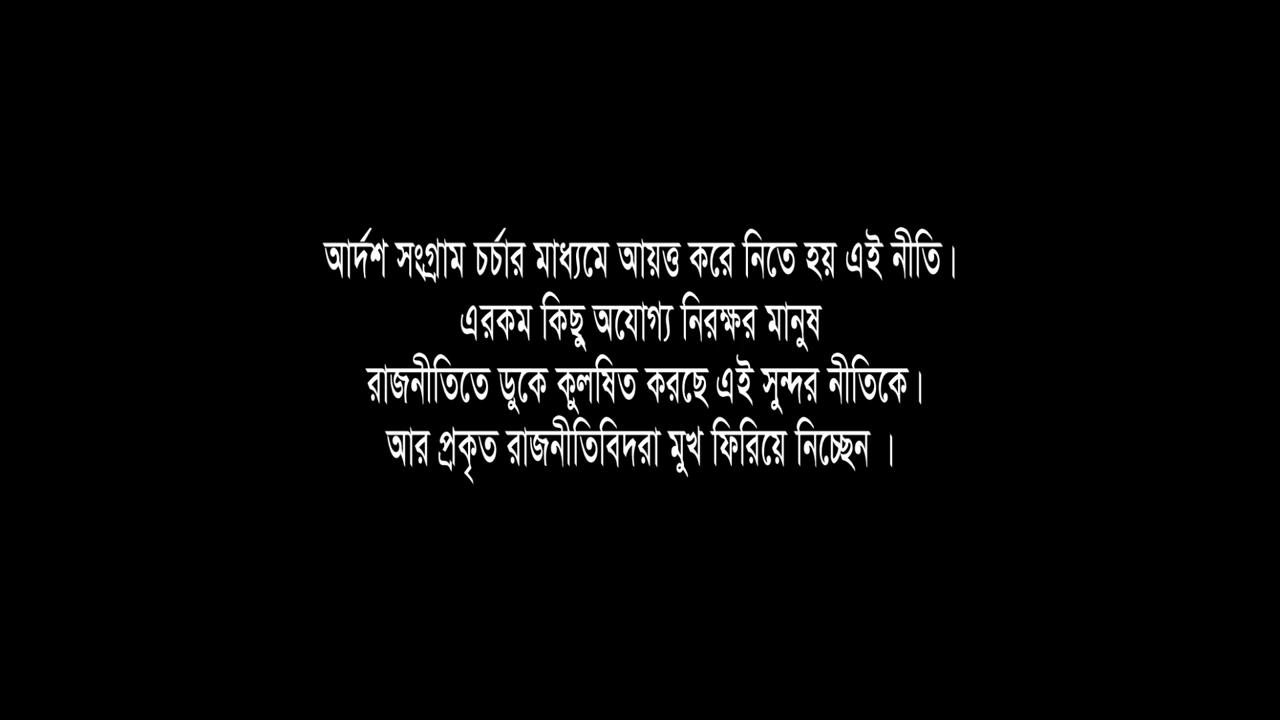 আর্দশ সংগ্রাম চর্চার মাধ্যমে আয়ত্ত করে নিতে হয় এই নীতি।
এরকম কিছু অযোগ্য নিরক্ষর মানুষ
রাজনীতিতে ডুকে কুলষিত করছে এই সুন্দর নীতিকে।
আর প্রকৃত রাজনীতিবিদরা মুখ ফিরিয়ে নিচ্ছেন ।